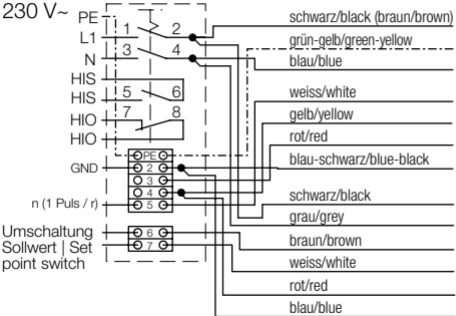 230 V~ PE
L1
N
HIS
HIS
HIO
HIO
GND
n (1 Puls / r)
Umschaltung
Sollwert | Set
point switch
1 2
3 4
5 6
7 8
PE
2
3
4
5
6
7
schwarz/black (braun/brown)
grün-gelb/green-yellow
blau/blue
weiss/white
gelb/yellow
rot/red
blau-schwarz/blue-black
schwarz/black
grau/grey
braun/brown
weiss/white
rot/red
blau/blue